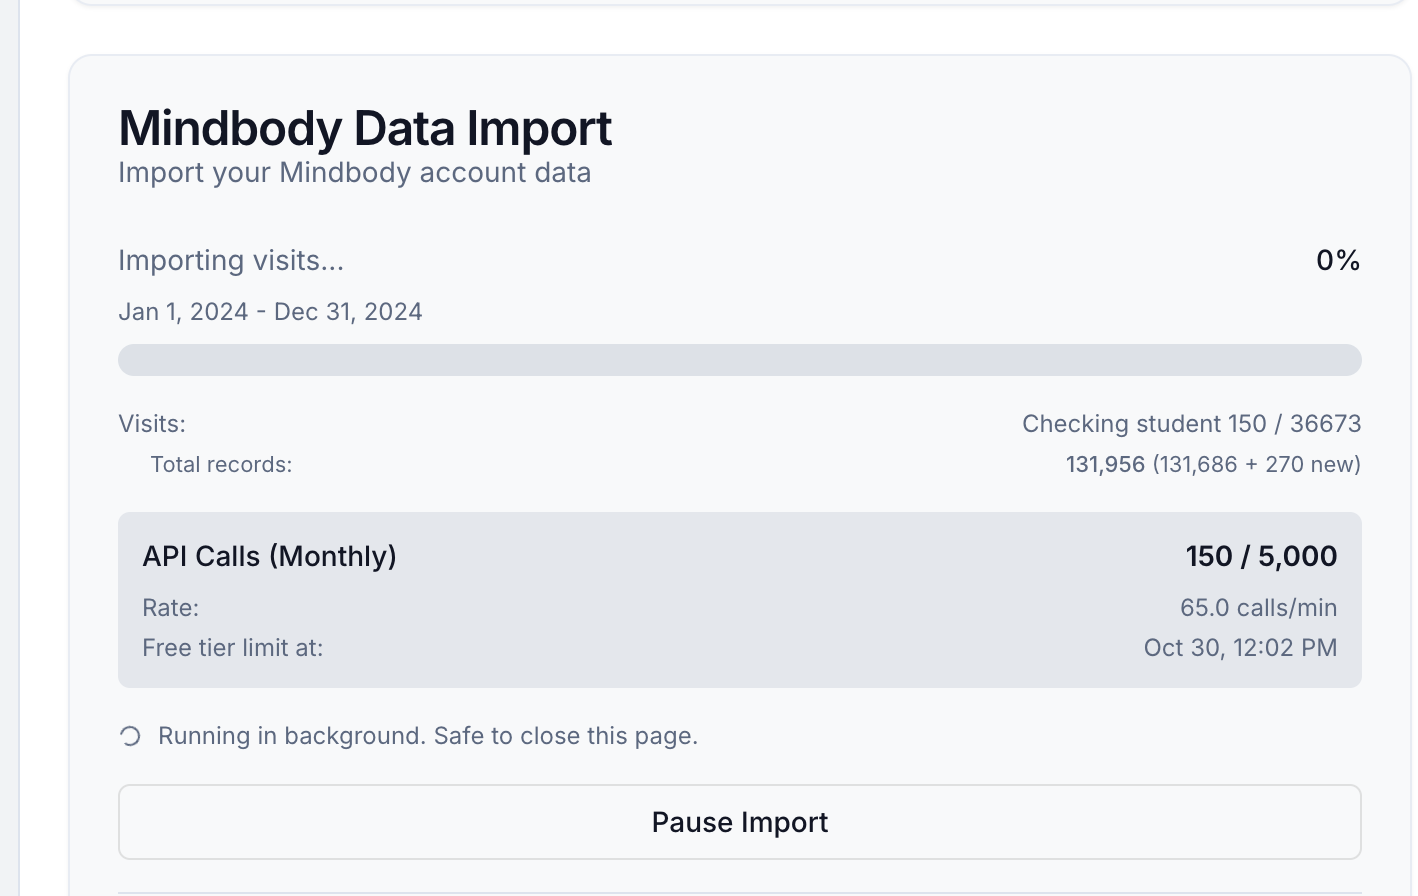 Mindbody Data Import
Import your Mindbody account data
Importing visits... 0%
Jan 1, 2024 - Dec 31, 2024
Visits: Checking student 150 / 36673
Total records: 131,956 (131,686 + 270 new)
API Calls (Monthly) 150 / 5,000
Rate: 65.0 calls/min
Free tier limit at: Oct 30, 12:02 PM
Running in background. Safe to close this page.
Pause Import